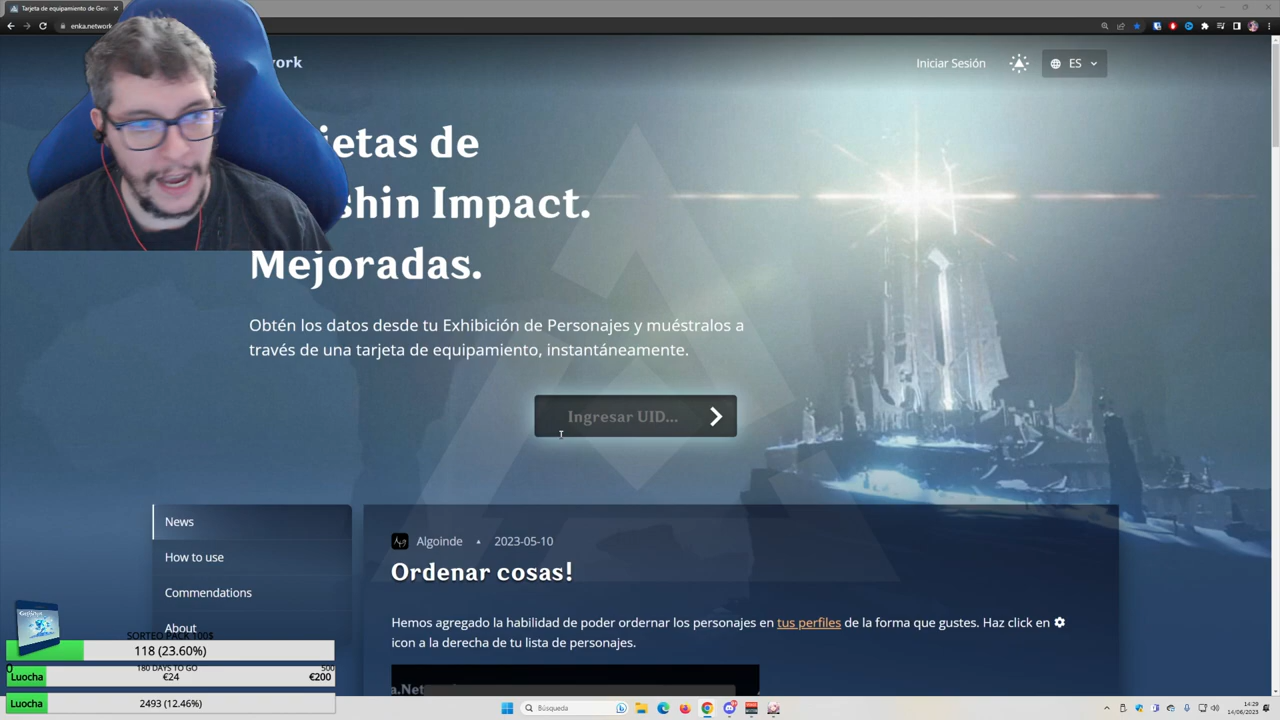 Tarjeta de equipamiento de Gen
enka.network
work
Iniciar Sesión
ES
jetas de
shin Impact.
Mejoradas.
Obtén los datos desde tu Exhibición de Personajes y muéstralos a
través de una tarjeta de equipamiento, instantáneamente.
Ingresar UID...
News
How to use
Commendations
About
Algoinde
2023-05-10
Ordenar cosas!
Hemos agregado la habilidad de poder ordernar los personajes en tus perfiles de la forma que gustes. Haz click en
icon a la derecha de tu lista de personajes.
a.Net
SORTEO PACK 100$
118 (23.60%)
0
180 DAYS TO GO
500
Luocha
€24
€200
Luocha
2493 (12.46%)
Búsqueda
14:29
14/06/2023